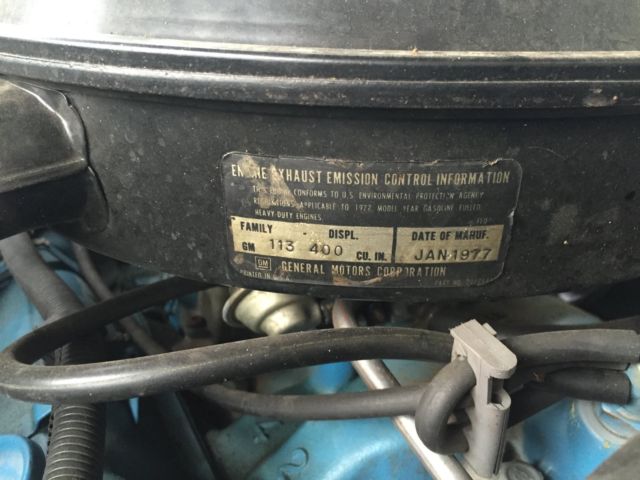 ENGINE EXHAUST EMISSION CONTROL INFORMATION
THIS ENGINE CONFORMS TO U.S. ENVIRONMENTAL PROTECTION AGENCY
REGULATIONS APPLICABLE TO 1977 MODEL YEAR GASOLINE FUELED
HEAVY-DUTY ENGINES.
FAMILY DISPL. DATE OF MANUF.
GM 113 400 CU. IN. JAN 1977
GM GENERAL MOTORS CORPORATION
PRINTED IN U.S.A. PART NO.